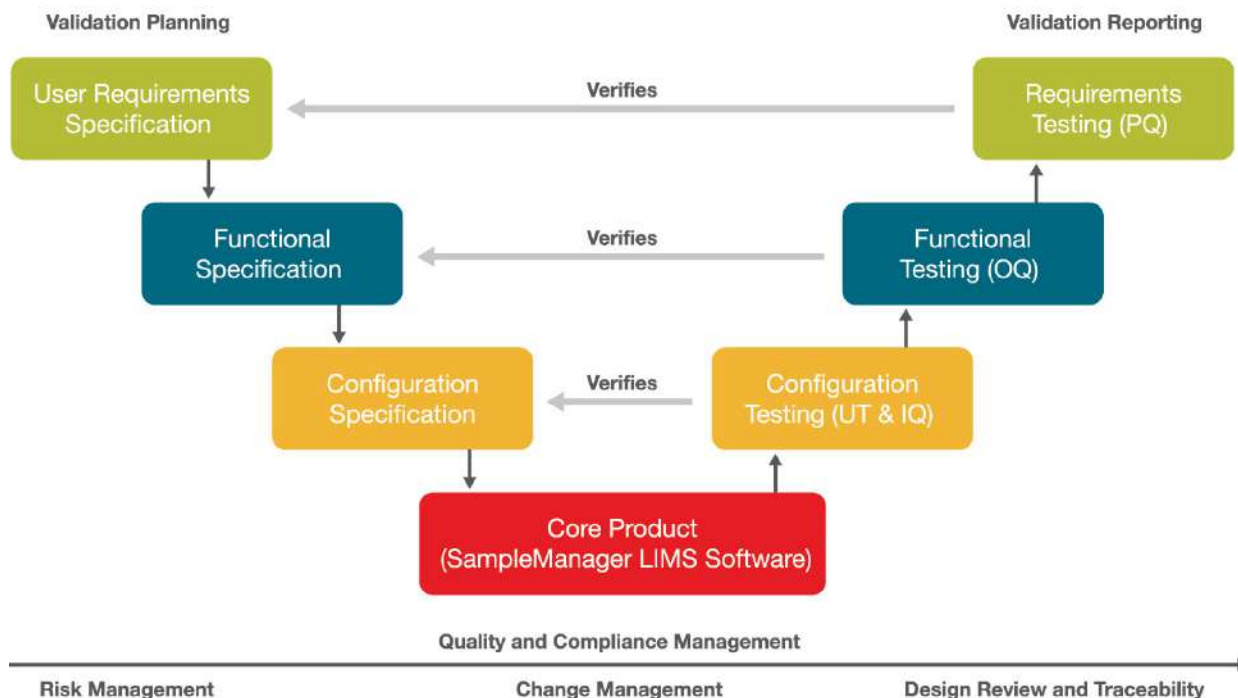 Validation Planning
Validation Reporting
User Requirements
Specification
Verifies
Requirements
Testing (PQ)
Functional
Specification
Verifies
Functional
Testing (OQ)
Configuration
Specification
Verifies
Configuration
Testing (UT & IQ)
Core Product
(SampleManager LIMS Software)
Quality and Compliance Management
Risk Management
Change Management
Design Review and Traceability